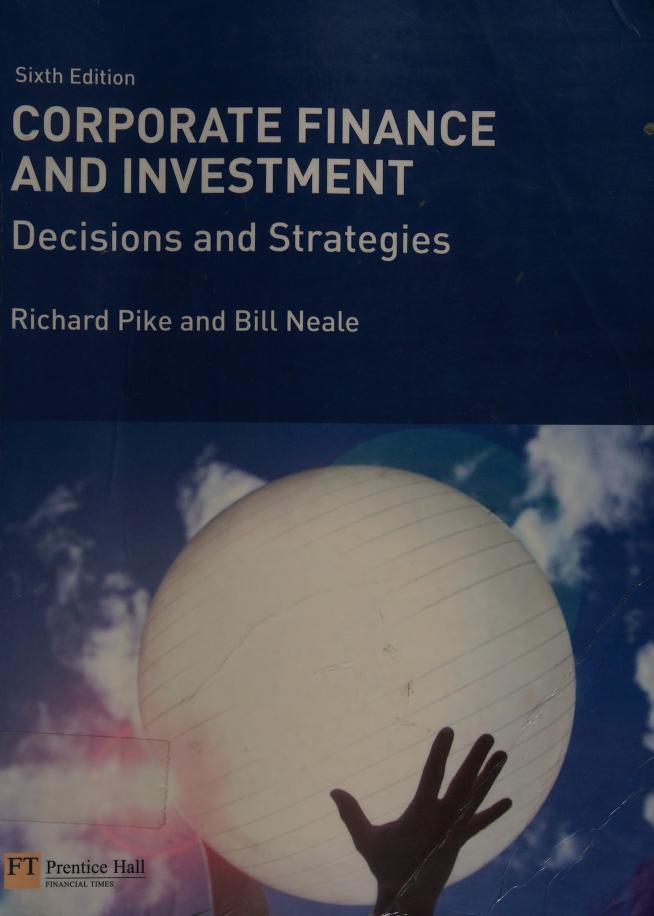 Sixth Edition
CORPORATE FINANCE
AND INVESTMENT
Decisions and Strategies
Richard Pike and Bill Neale
FT Prentice Hall
FINANCIAL TIMES